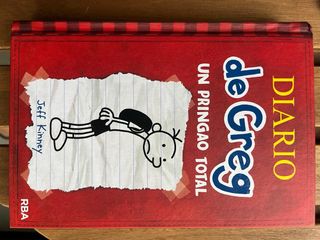 DIARIO
de Greg
UN PRINGAO TOTAL
Jeff Kinney
RBA